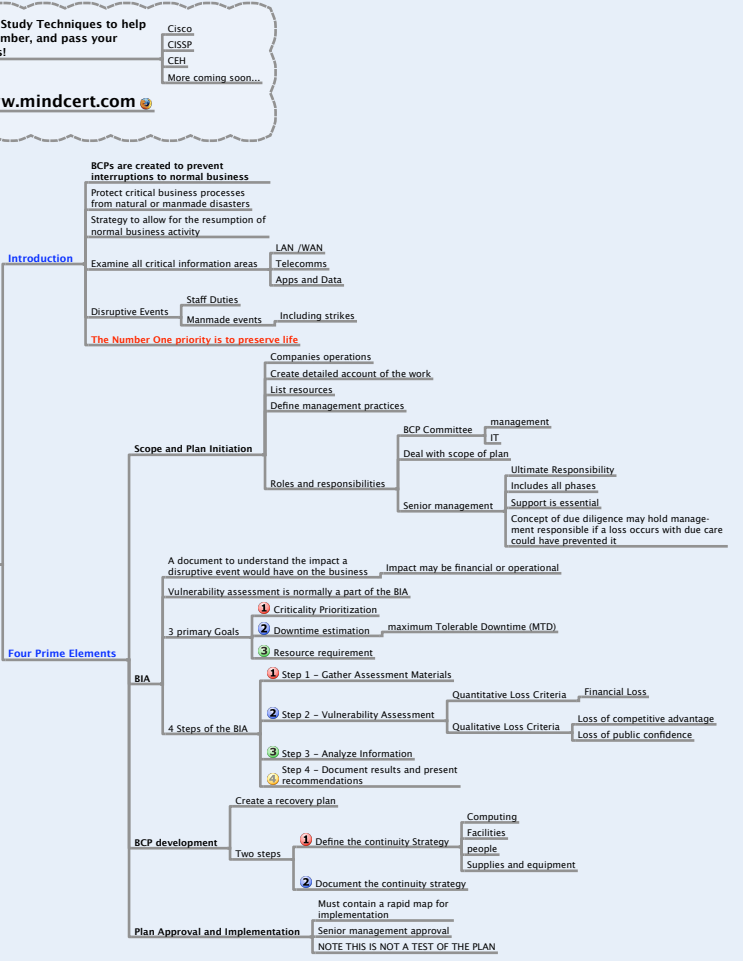 Study Techniques to help
mber, and pass your
s!
Cisco
CISSP
CEH
More coming soon...
w.mindcert.com
BCPs are created to prevent
interruptions to normal business
Protect critical business processes
from natural or manmade disasters
Strategy to allow for the resumption of
normal business activity
Introduction
Examine all critical information areas
LAN /WAN
Telecomms
Apps and Data
Disruptive Events
Staff Duties
Manmade events
Including strikes
The Number One priority is to preserve life
Four Prime Elements
Scope and Plan Initiation
Companies operations
Create detailed account of the work
List resources
Define management practices
Roles and responsibilities
BCP Committee
management
IT
Deal with scope of plan
Senior management
Ultimate Responsibility
Includes all phases
Support is essential
Concept of due diligence may hold manage-
ment responsible if a loss occurs with due care
could have prevented it
BIA
A document to understand the impact a
disruptive event would have on the business
Impact may be financial or operational
Vulnerability assessment is normally a part of the BIA
3 primary Goals
1 Criticality Prioritization
2 Downtime estimation
maximum Tolerable Downtime (MTD)
3 Resource requirement
4 Steps of the BIA
1 Step 1 - Gather Assessment Materials
2 Step 2 - Vulnerability Assessment
Quantitative Loss Criteria
Financial Loss
Qualitative Loss Criteria
Loss of competitive advantage
Loss of public confidence
3 Step 3 - Analyze Information
4 Step 4 - Document results and present
recommendations
BCP development
Create a recovery plan
Two steps
1 Define the continuity Strategy
Computing
Facilities
people
Supplies and equipment
2 Document the continuity strategy
Plan Approval and Implementation
Must contain a rapid map for
implementation
Senior management approval
NOTE THIS IS NOT A TEST OF THE PLAN